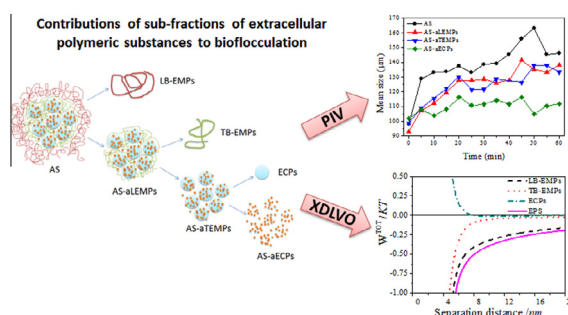 Contributions of sub-fractions of extracellular
polymeric substances to bioflocculation
LB-EMPs
AS
TB-EMPs
AS-aLEMPs
ECPs
AS-aTEMPs
AS-aECPs
PIV
XDLVO
AS
AS-aLEMPs
AS-aTEMPs
AS-aECPs
Mean size (μm)
170
160
150
140
130
120
110
100
90
0 10 20 30 40 50 60
Time (min)
LB-EMPs
TB-EMPs
ECPs
EPS
W^TOT/KT
0.50
0.25
0.00
-0.25
-0.50
-0.75
-1.00
0 4 8 12 16
Separation distance /nm